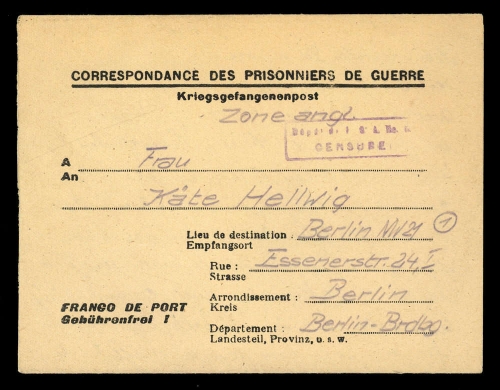 CORRESPONDANCE DES PRISONNIERS DE GUERRE
Kriegsgefangenenpost
Zone angl.
CENSURE
A Frau
An
Käte Hellwig
Lieu de destination : Berlin NW21 1
Empfangsort
Rue : Essenerstr. 24, I
Strasse
Arrondissement : Berlin
Kreis
FRANGO DE PORT
Gebührenfrei !
Département : Berlin-Brdbg.
Landesteil, Provinz, u. s. w.